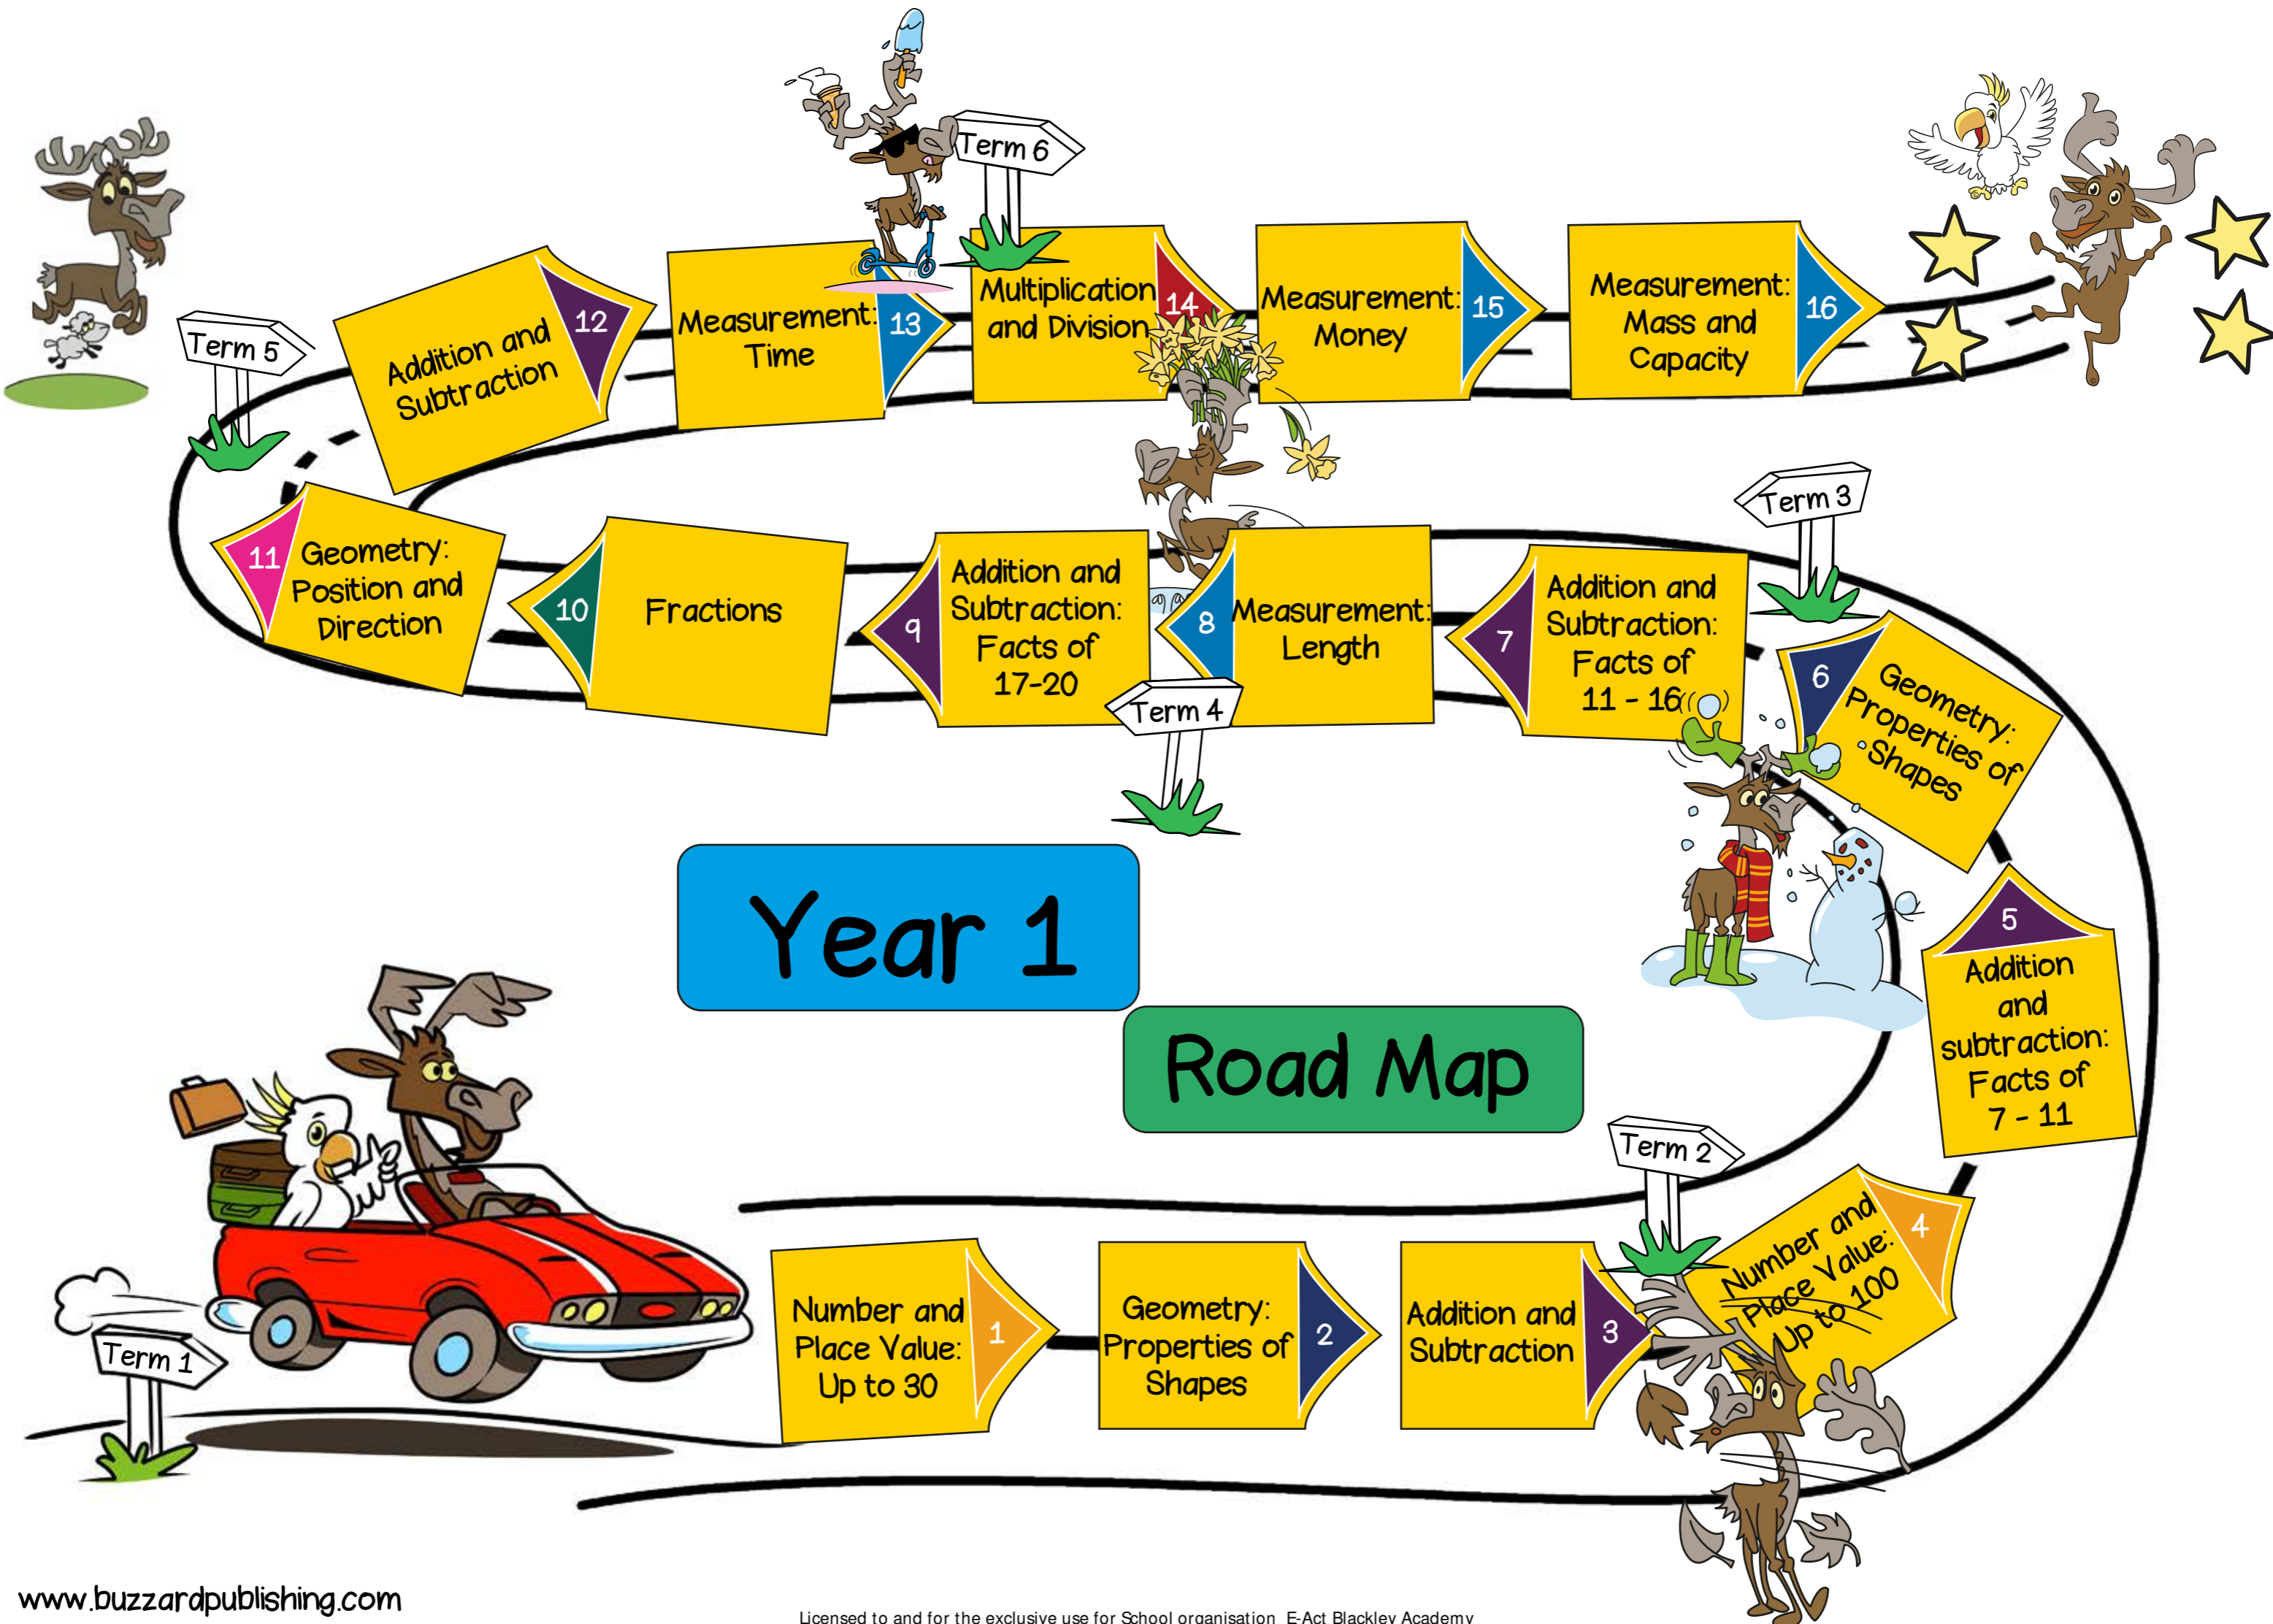 Term 6
Term 5
Addition and
Subtraction
12
Measurement:
Time
13
Multiplication
and Division
14
Measurement:
Money
15
Measurement:
Mass and
Capacity
16
Term 3
11
Geometry:
Position and
Direction
10
Fractions
9
Addition and
Subtraction:
Facts of
17-20
8
Measurement:
Length
7
Addition and
Subtraction:
Facts of
11 - 16
6
Geometry:
Properties of
Shapes
Term 4
Year 1
Road Map
5
Addition
and
subtraction:
Facts of
7 - 11
Term 2
Number and
Place Value:
Up to 100
4
Term 1
Number and
Place Value:
Up to 30
1
Geometry:
Properties of
Shapes
2
Addition and
Subtraction
3
www.buzzardpublishing.com
Licensed to and for the exclusive use for School organisation E-Act Blackley Academy